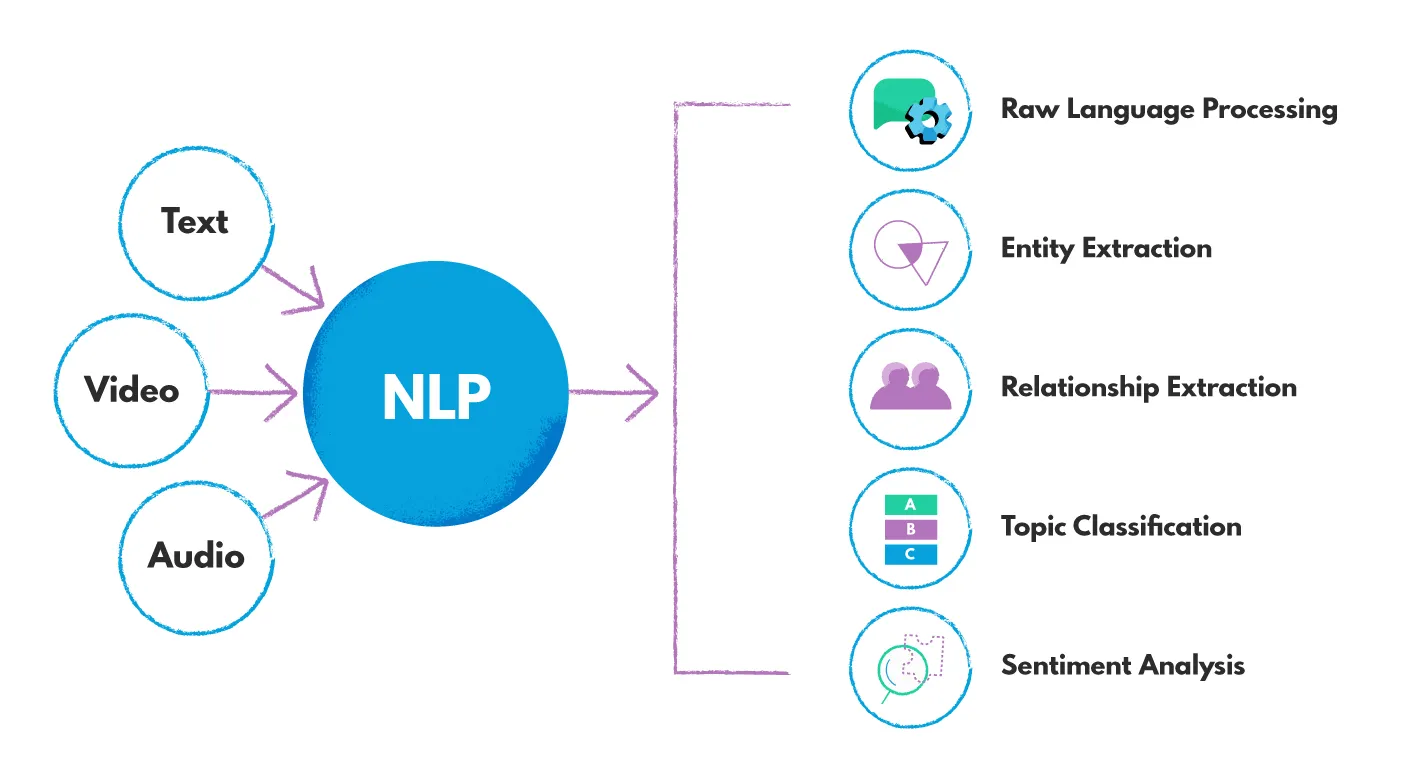 Text
Video
Audio
NLP
Raw Language Processing
Entity Extraction
Relationship Extraction
A
B
C
Topic Classification
Sentiment Analysis